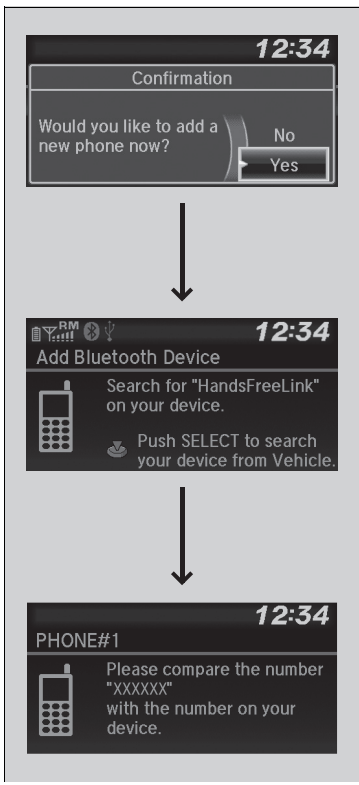 12:34
Confirmation
Would you like to add a
new phone now?
No
Yes
RM
12:34
Add Bluetooth Device
Search for "HandsFreeLink"
on your device.
Push SELECT to search
your device from Vehicle.
12:34
PHONE#1
Please compare the number
"XXXXXX"
with the number on your
device.